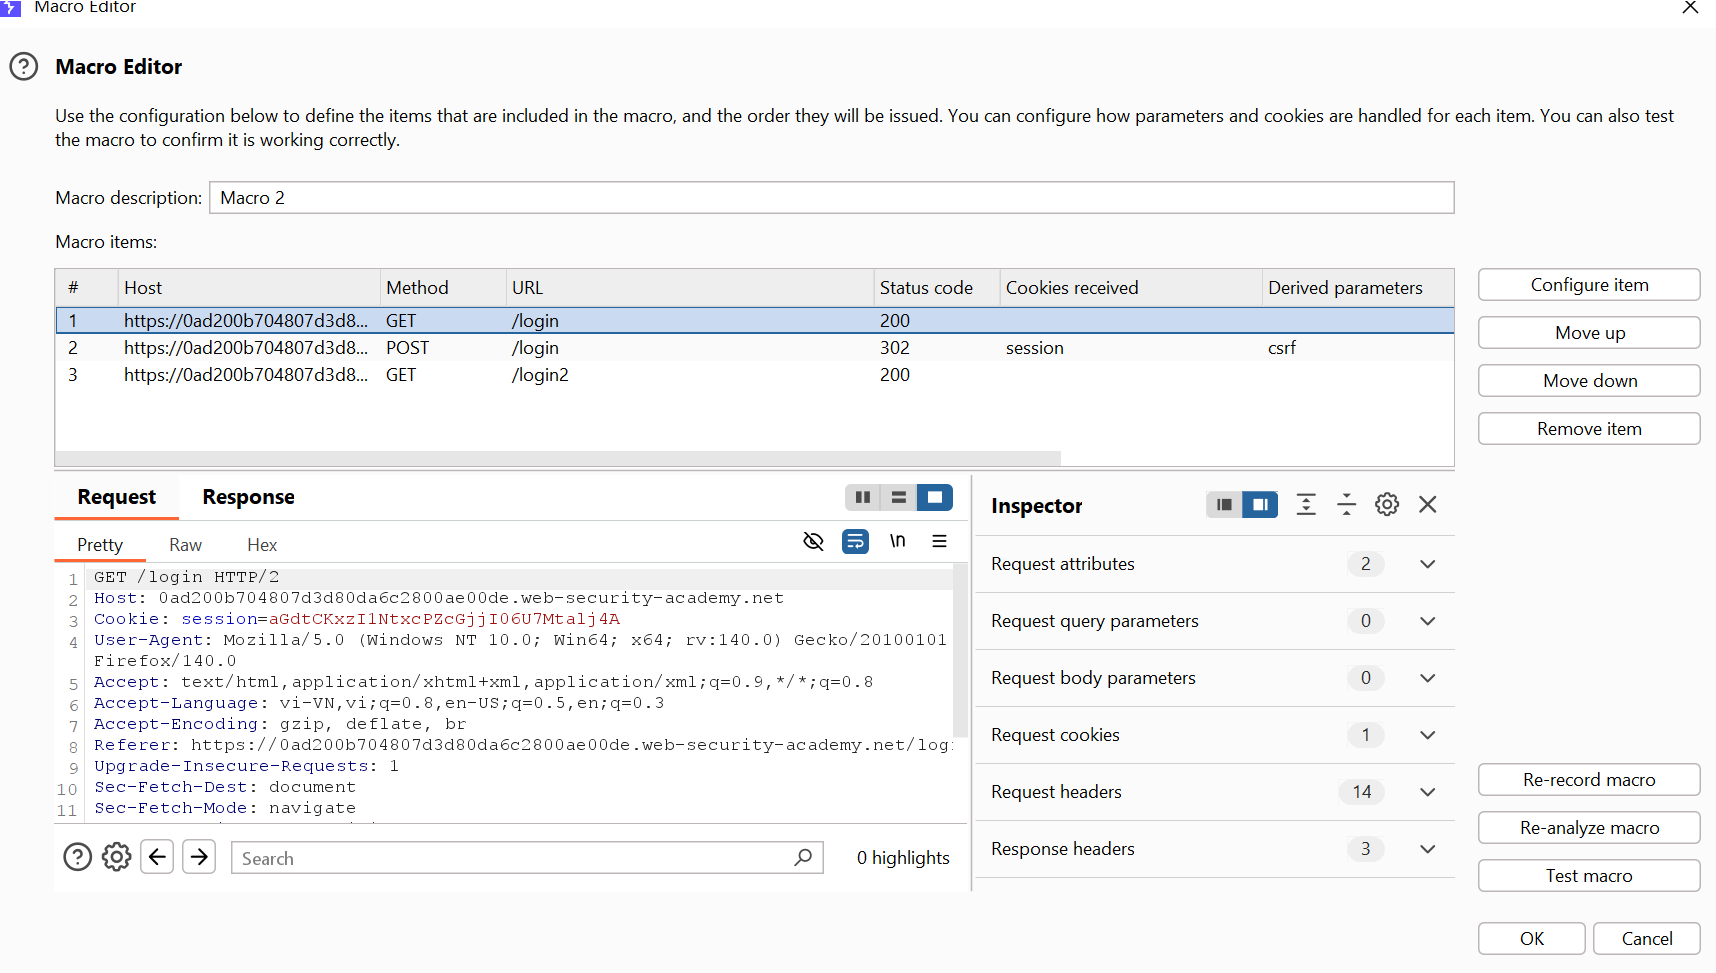 Macro Editor
Macro Editor
Use the configuration below to define the items that are included in the macro, and the order they will be issued. You can configure how parameters and cookies are handled for each item. You can also test
the macro to confirm it is working correctly.
Macro description: Macro 2
Macro items:
# Host Method URL Status code Cookies received Derived parameters
1 https://0ad200b704807d3d8... GET /login 200
2 https://0ad200b704807d3d8... POST /login 302 session csrf
3 https://0ad200b704807d3d8... GET /login2 200
Configure item
Move up
Move down
Remove item
Request Response
Pretty Raw Hex \n
1 GET /login HTTP/2
2 Host: 0ad200b704807d3d80da6c2800ae00de.web-security-academy.net
3 Cookie: session=aGdtCKxzI1NtxcPZcGjjI06U7Mtalj4A
4 User-Agent: Mozilla/5.0 (Windows NT 10.0; Win64; x64; rv:140.0) Gecko/20100101
Firefox/140.0
5 Accept: text/html,application/xhtml+xml,application/xml;q=0.9,*/*;q=0.8
6 Accept-Language: vi-VN,vi;q=0.8,en-US;q=0.5,en;q=0.3
7 Accept-Encoding: gzip, deflate, br
8 Referer: https://0ad200b704807d3d80da6c2800ae00de.web-security-academy.net/logi
9 Upgrade-Insecure-Requests: 1
10 Sec-Fetch-Dest: document
11 Sec-Fetch-Mode: navigate
Search
0 highlights
Inspector
Request attributes 2
Request query parameters 0
Request body parameters 0
Request cookies 1
Request headers 14
Response headers 3
Re-record macro
Re-analyze macro
Test macro
OK Cancel